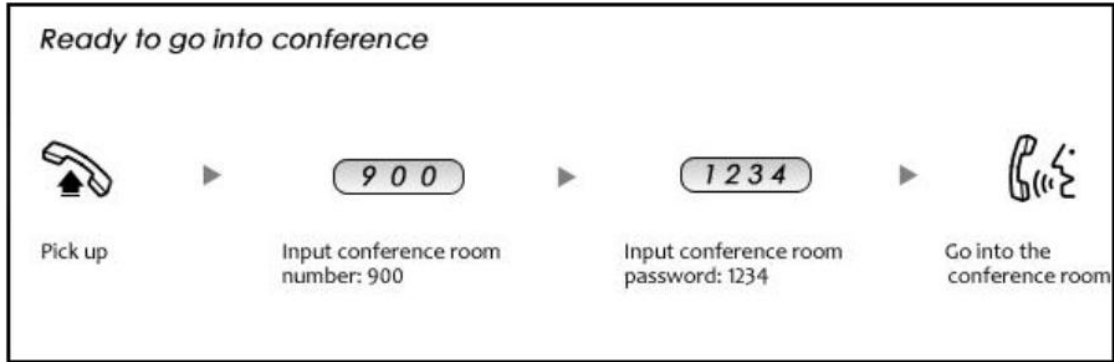 Ready to go into conference
9 0 0
1 2 3 4
Pick up
Input conference room
number: 900
Input conference room
password: 1234
Go into the
conference room